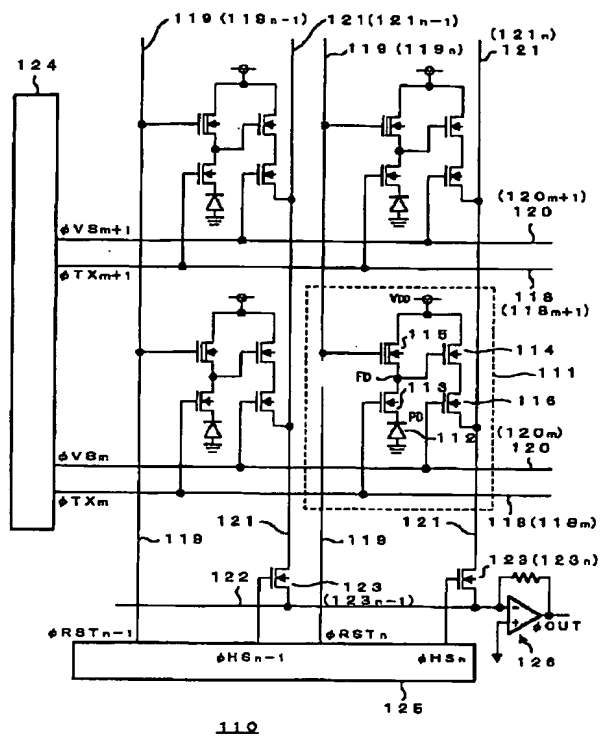 119(119n-1)
121(121n-1)
119(119n)
(121n)
121
124
(120m+1)
120
φVSm+1
φTXm+1
118
(118m+1)
VDD
115
114
111
FD
113
116
PD
112
(120m)
120
φVSm
φTXm
121
119
119
121
118(118m)
123(123n)
122
123
(123n-1)
φRSTn-1
φRSTn
φOUT
φHSn-1
φHSn
126
125
110